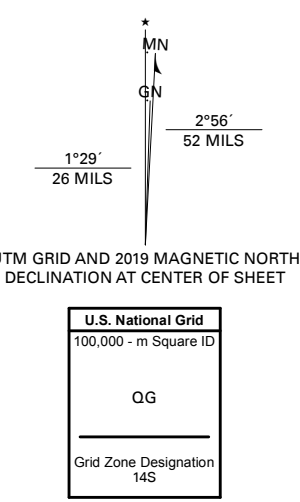 ★
MN
GN
2°56´
52 MILS
1°29´
26 MILS
UTM GRID AND 2019 MAGNETIC NORTH
DECLINATION AT CENTER OF SHEET
U.S. National Grid
100,000 - m Square ID
QG
Grid Zone Designation
14S